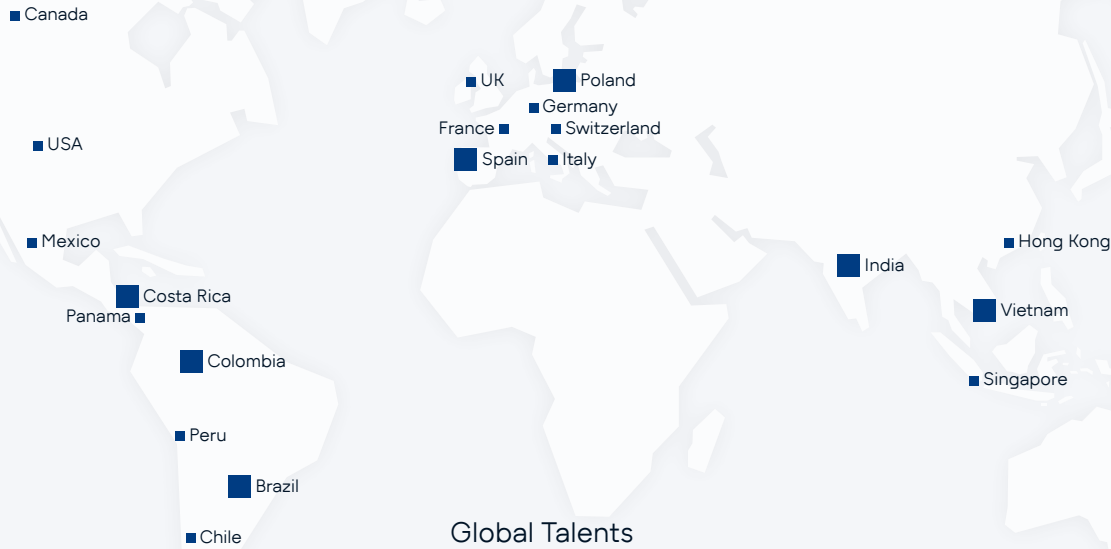 Canada
UK
Poland
Germany
France
Switzerland
USA
Spain
Italy
Mexico
Hong Kong
India
Costa Rica
Vietnam
Panama
Colombia
Singapore
Peru
Brazil
Global Talents
Chile